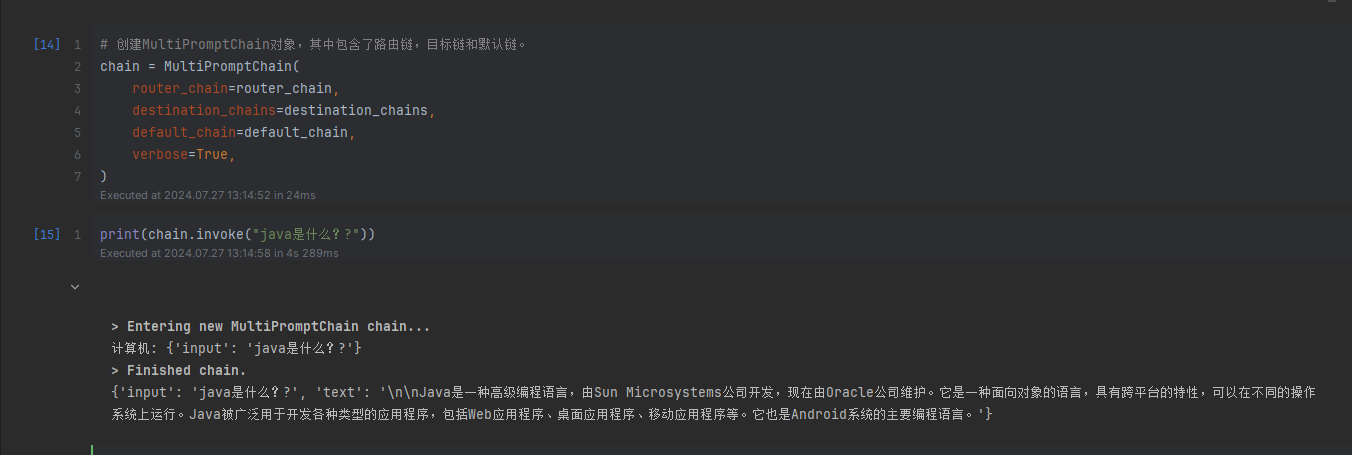 [14] 1 # 创建MultiPromptChain对象，其中包含了路由链，目标链和默认链。
2 chain = MultiPromptChain(
3 router_chain=router_chain,
4 destination_chains=destination_chains,
5 default_chain=default_chain,
6 verbose=True,
7 )
Executed at 2024.07.27 13:14:52 in 24ms
[15] 1 print(chain.invoke("java是什么？?"))
Executed at 2024.07.27 13:14:58 in 4s 289ms
> Entering new MultiPromptChain chain...
计算机: {'input': 'java是什么？?'}
> Finished chain.
{'input': 'java是什么？?', 'text': '\n\nJava是一种高级编程语言，由Sun Microsystems公司开发，现在由Oracle公司维护。它是一种面向对象的语言，具有跨平台的特性，可以在不同的操作
系统上运行。Java被广泛用于开发各种类型的应用程序，包括Web应用程序、桌面应用程序、移动应用程序等。它也是Android系统的主要编程语言。'}